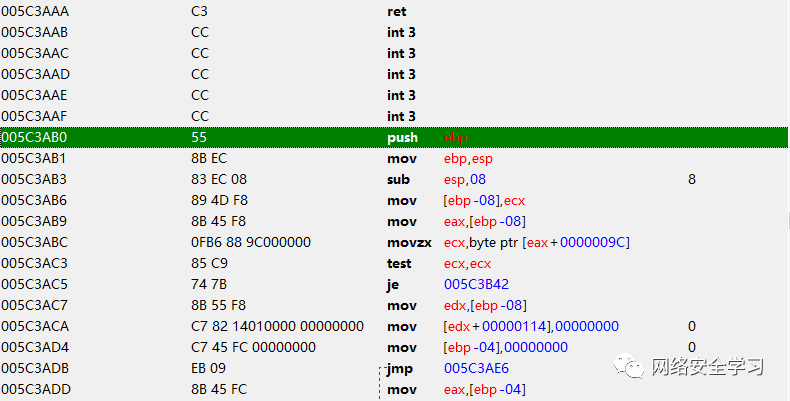 005C3AAA C3 ret
005C3AAB CC int 3
005C3AAC CC int 3
005C3AAD CC int 3
005C3AAE CC int 3
005C3AAF CC int 3
005C3AB0 55 push ebp
005C3AB1 8B EC mov ebp,esp
005C3AB3 83 EC 08 sub esp,08 8
005C3AB6 89 4D F8 mov [ebp-08],ecx
005C3AB9 8B 45 F8 mov eax,[ebp-08]
005C3ABC 0FB6 88 9C000000 movzx ecx,byte ptr [eax+0000009C]
005C3AC3 85 C9 test ecx,ecx
005C3AC5 74 7B je 005C3B42
005C3AC7 8B 55 F8 mov edx,[ebp-08]
005C3ACA C7 82 14010000 00000000 mov [edx+00000114],00000000 0
005C3AD4 C7 45 FC 00000000 mov [ebp-04],00000000 0
005C3ADB EB 09 jmp 005C3AE6
005C3ADD 8B 45 FC mov eax,[ebp-04]
网络安全学习